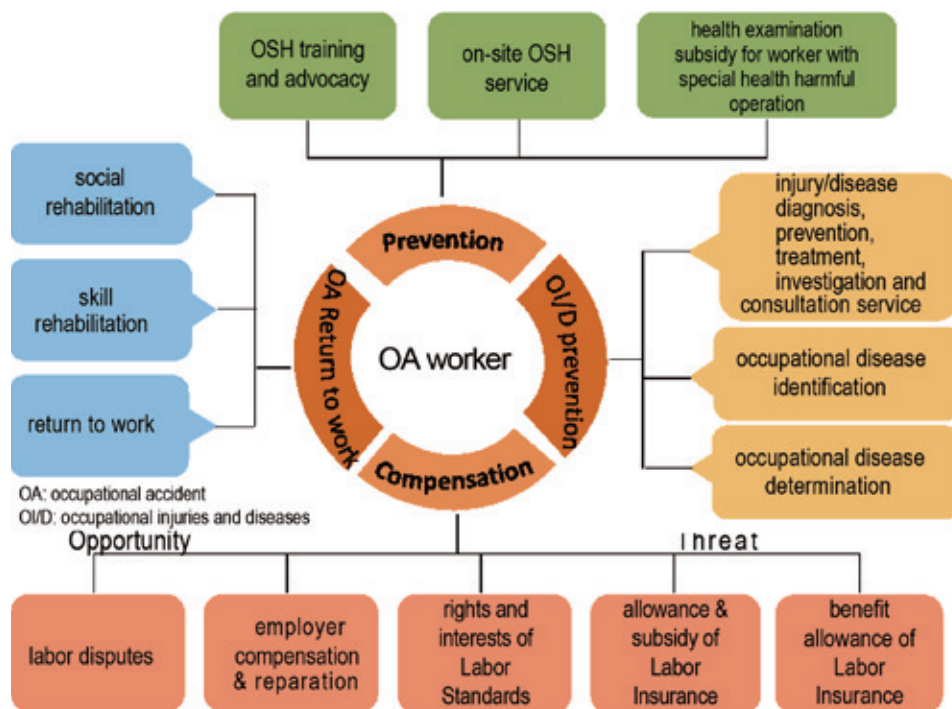 OSH training
and advocacy
on-site OSH
service
health examination
subsidy for worker with
special health harmful
operation
social
rehabilitation
skill
rehabilitation
return to work
Prevention
OI/D prevention
Compensation
OA Return to work
OA worker
injury/disease
diagnosis,
prevention,
treatment,
investigation and
consultation service
occupational disease
identification
occupational disease
determination
OA: occupational accident
OI/D: occupational injuries and diseases
Opportunity
Threat
labor disputes
employer
compensation
& reparation
rights and
interests of
Labor
Standards
allowance &
subsidy of
Labor
Insurance
benefit
allowance of
Labor
Insurance